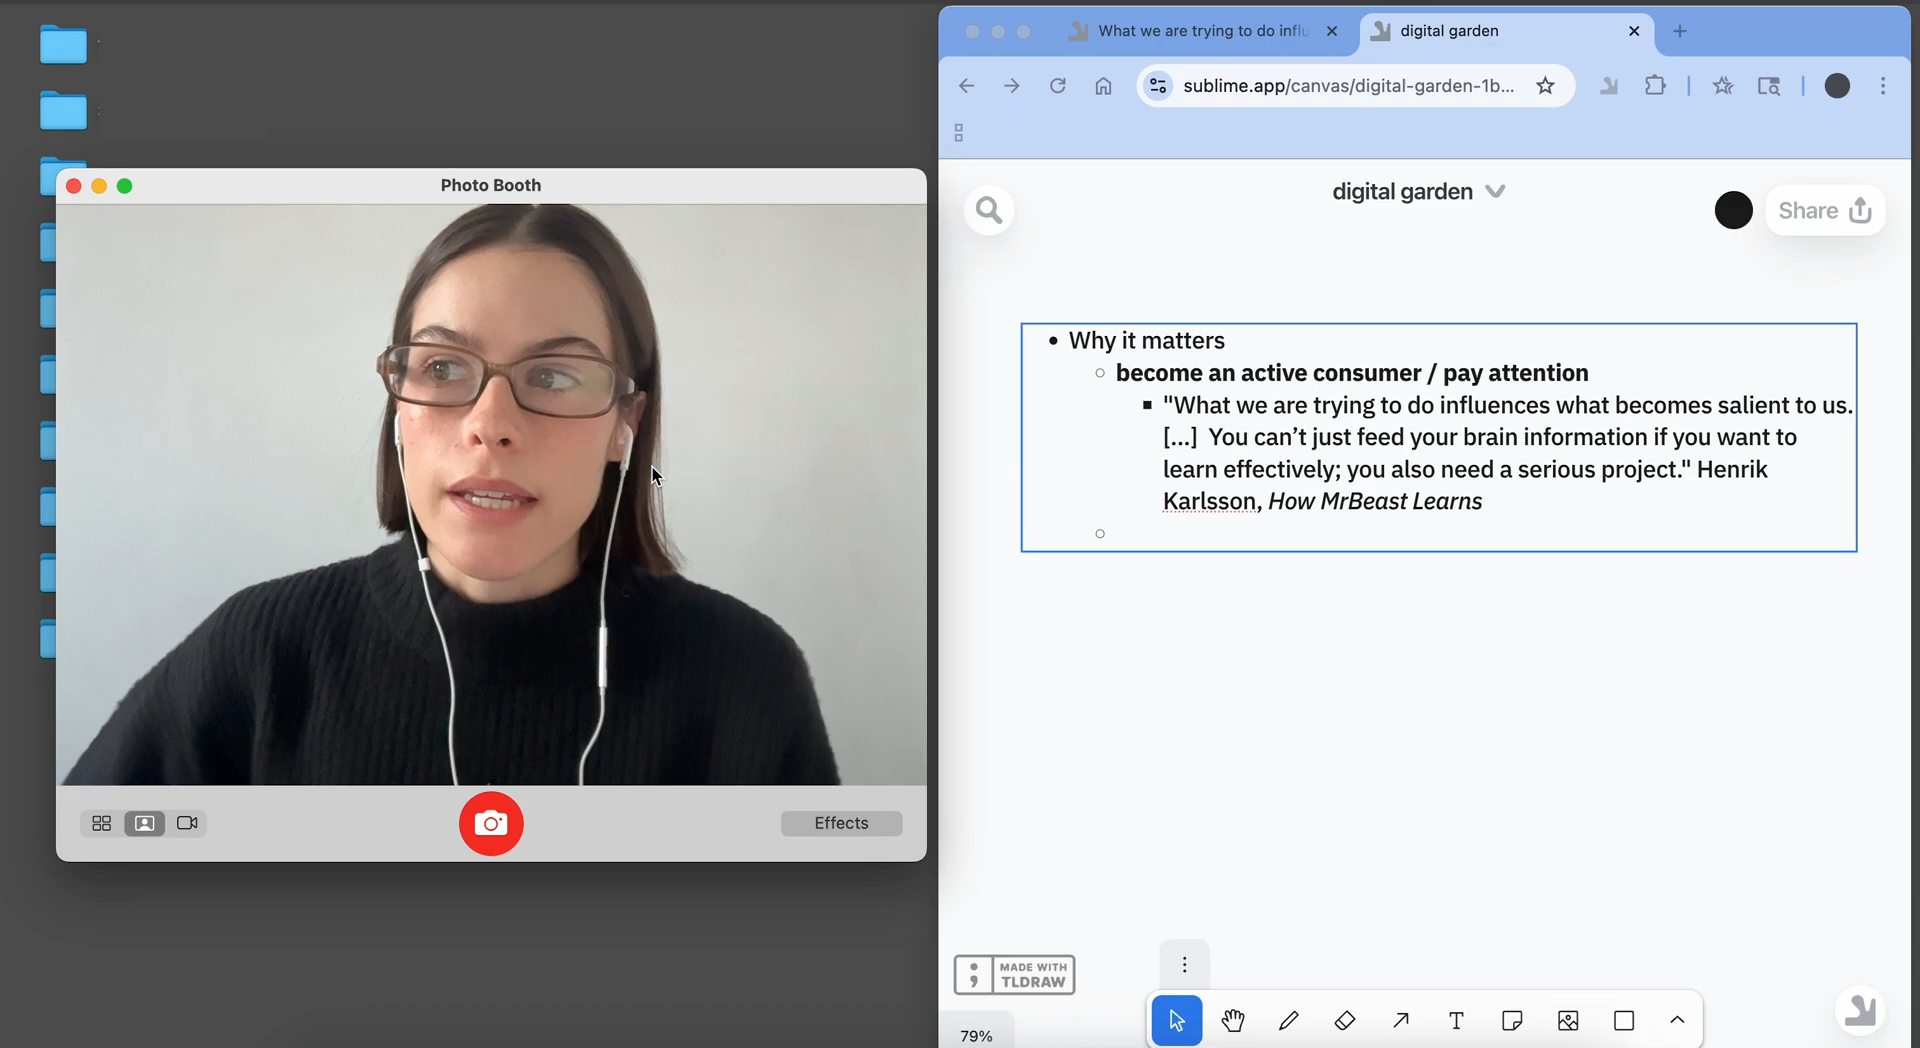 Photo Booth
Effects
What we are trying to do influ
digital garden
sublime.app/canvas/digital-garden-1b...
digital garden
Share
• Why it matters
○ become an active consumer / pay attention
▪ "What we are trying to do influences what becomes salient to us.
[...] You can’t just feed your brain information if you want to
learn effectively; you also need a serious project." Henrik
Karlsson, How MrBeast Learns
○
MADE WITH
TLDRAW
79%